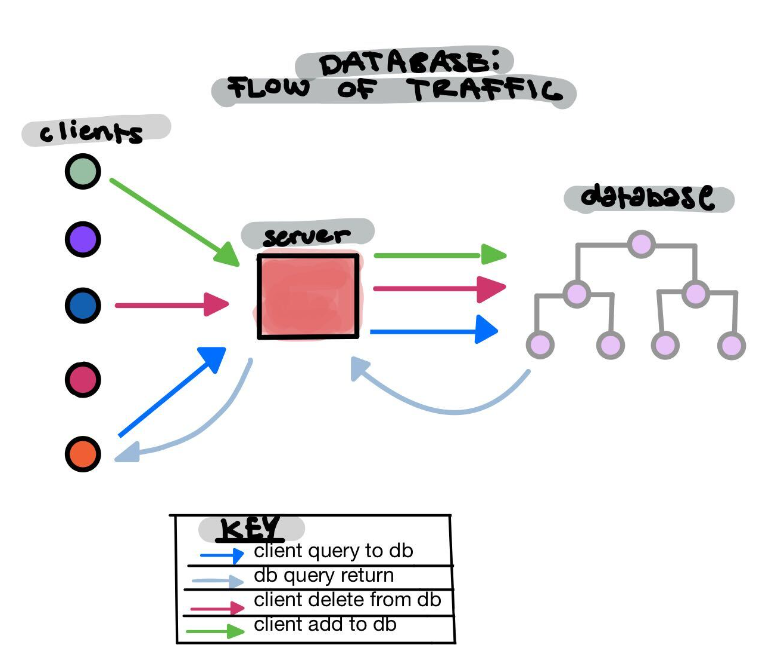 DATABASE:
FLOW OF TRAFFIC
clients
database
server
KEY
client query to db
db query return
client delete from db
client add to db